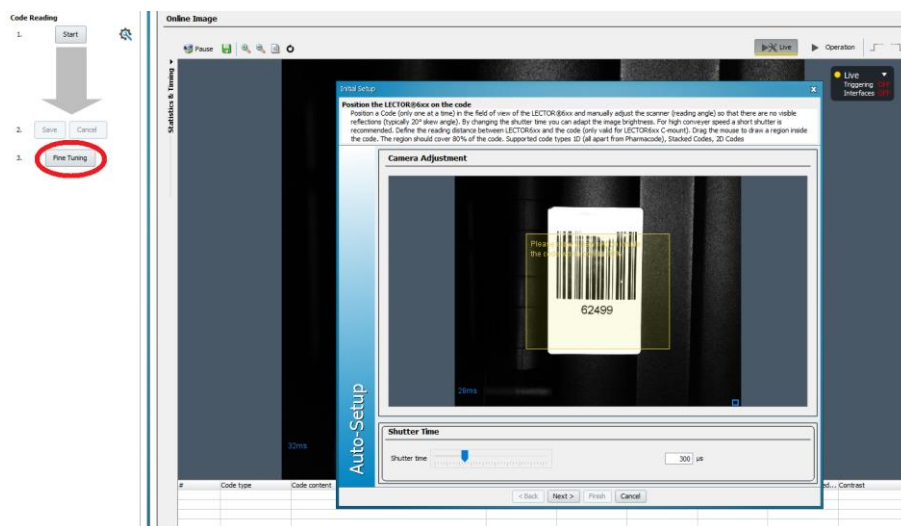 Code Reading
1. Start
2. Save Cancel
3. Fine Tuning
Online Image
Pause
Live
Operation
Statistics & Timing
Live
Triggering OFF
Interfaces OFF
Initial Setup
x
Position the LECTOR®6xx on the code
Position a Code (only one at a time) in the field of view of the LECTOR®6xx and manually adjust the scanner (reading angle) so that there are no visible
reflections (typically 20° skew angle). By changing the shutter time you can adapt the image brightness. For high conveyer speed a short shutter is
recommended. Define the reading distance between LECTOR6xx and the code (only valid for LECTOR6xx C-mount). Drag the mouse to draw a region inside
the code. The region should cover 80% of the code. Supported code types 1D (all apart from Pharmacode), Stacked Codes, 2D Codes
Camera Adjustment
62499
28ms
32ms
Auto-Setup
Shutter Time
Shutter time 300 µs
< Back Next > Finish Cancel
# Code type Code content Contrast